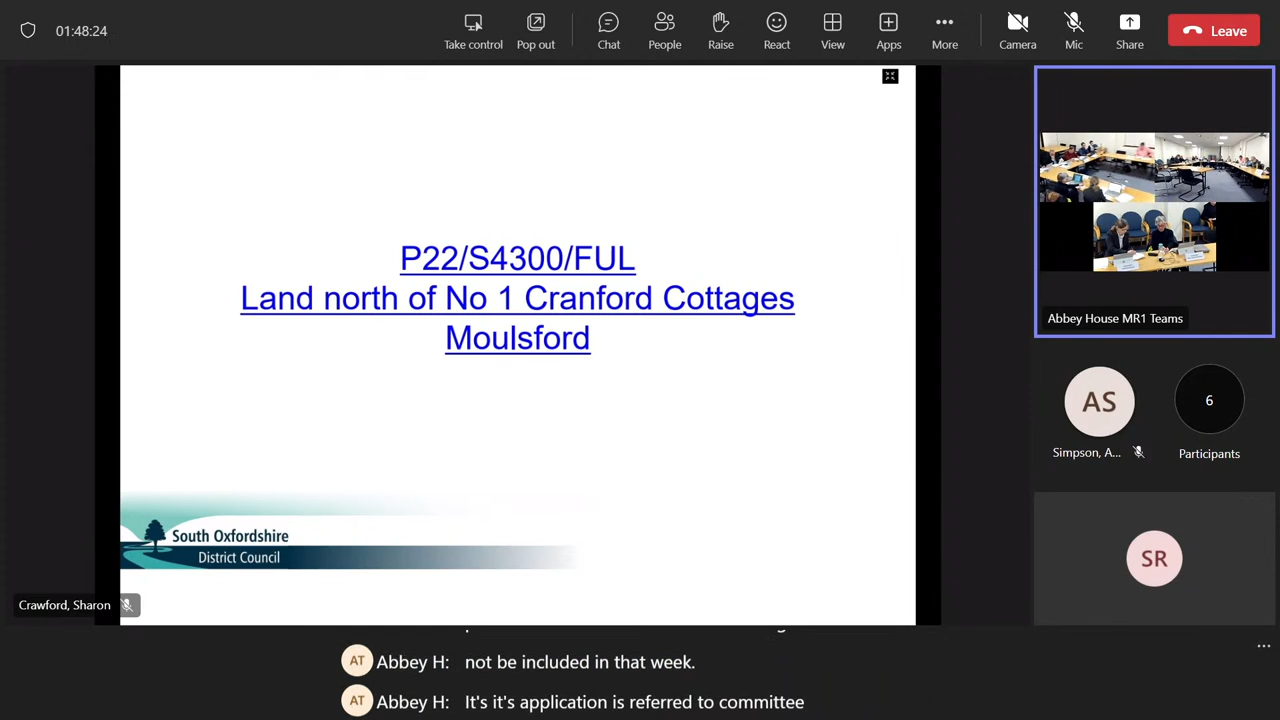 01:48:24
Take control
Pop out
Chat
People
Raise
React
View
Apps
More
Camera
Mic
Share
Leave
P22/S4300/FUL
Land north of No 1 Cranford Cottages
Moulsford
South Oxfordshire
District Council
Crawford, Sharon
Abbey House MR1 Teams
AS
6
Simpson, A...
Participants
SR
AT Abbey H: not be included in that week.
AT Abbey H: It's it's application is referred to committee